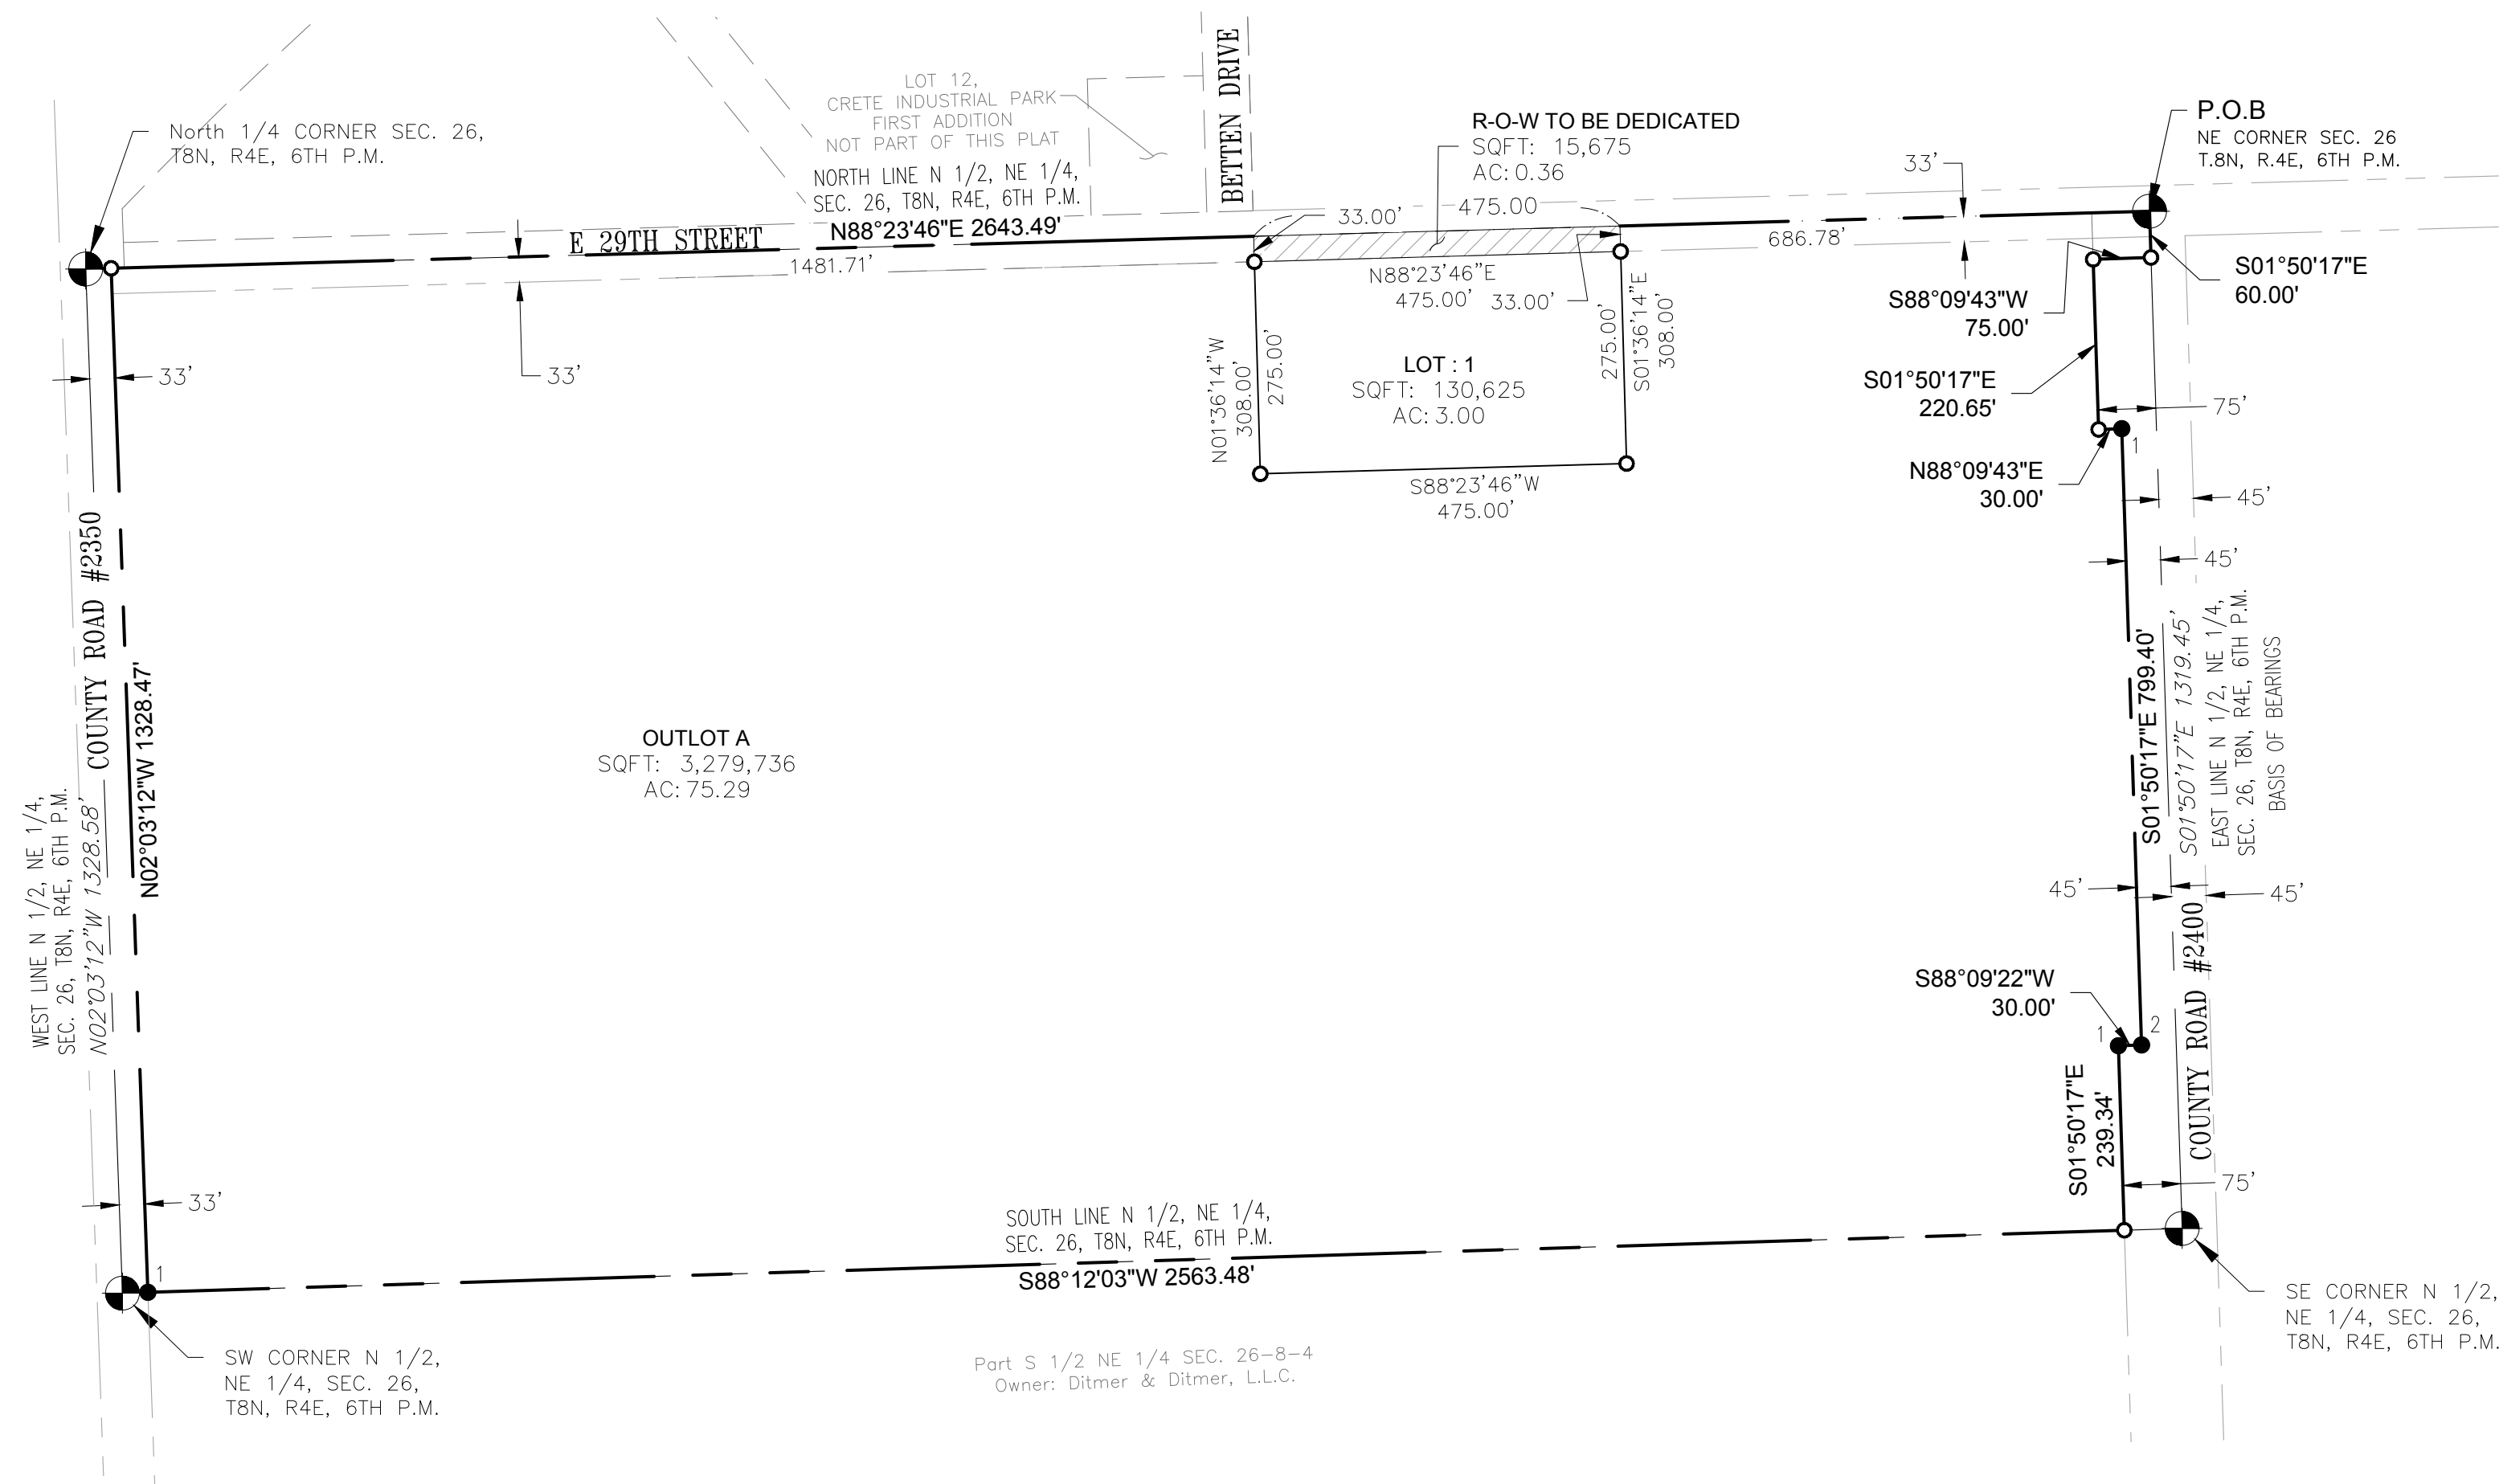 North 1/4 CORNER SEC. 26,
T8N, R4E, 6TH P.M.
LOT 12,
CRETE INDUSTRIAL PARK
FIRST ADDITION
NOT PART OF THIS PLAT
NORTH LINE N 1/2, NE 1/4,
SEC. 26, T8N, R4E, 6TH P.M.
N88°23'46"E 2643.49'
E 29TH STREET
1481.71'
BETTEN DRIVE
R-O-W TO BE DEDICATED
SQFT: 15,675
AC: 0.36
475.00
33.00'
N88°23'46"E
475.00'
33.00'
686.78'
33'
P.O.B
NE CORNER SEC. 26
T.8N, R.4E, 6TH P.M.
S01°50'17"E
60.00'
S88°09'43"W
75.00'
S01°50'17"E
220.65'
75'
1
N88°09'43"E
30.00'
45'
45'
33'
33'
N01°36'14"W
308.00'
275.00'
LOT : 1
SQFT: 130,625
AC: 3.00
275.00'
S01°36'14"E
308.00'
S88°23'46"W
475.00'
COUNTY ROAD #2350
N02°03'12"W 1328.47'
WEST LINE N 1/2, NE 1/4,
SEC. 26, T8N, R4E, 6TH P.M.
N02°03'12"W 1328.58'
OUTLOT A
SQFT: 3,279,736
AC: 75.29
S01°50'17"E 799.40'
S01°50'17"E 1319.45'
EAST LINE N 1/2, NE 1/4,
SEC. 26, T8N, R4E, 6TH P.M.
BASIS OF BEARINGS
45'
45'
COUNTY ROAD #2400
S88°09'22"W
30.00'
1
2
S01°50'17"E
239.34'
75'
33'
1
SOUTH LINE N 1/2, NE 1/4,
SEC. 26, T8N, R4E, 6TH P.M.
S88°12'03"W 2563.48'
SE CORNER N 1/2,
NE 1/4, SEC. 26,
T8N, R4E, 6TH P.M.
SW CORNER N 1/2,
NE 1/4, SEC. 26,
T8N, R4E, 6TH P.M.
Part S 1/2 NE 1/4 SEC. 26-8-4
Owner: Ditmer & Ditmer, L.L.C.